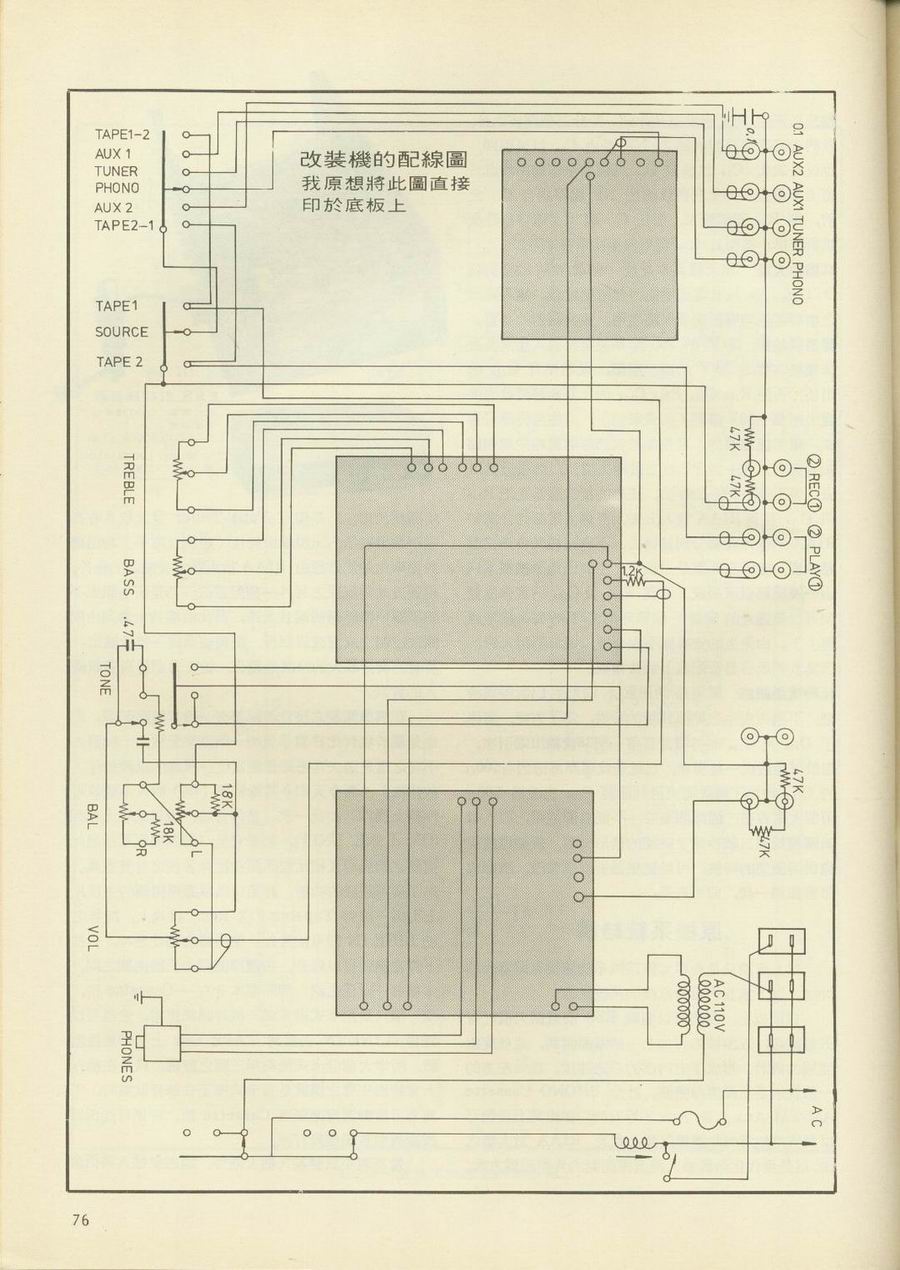 改裝機的配線圖
我原想將此圖直接
印於底板上
TAPE1-2
AUX 1
TUNER
PHONO
AUX 2
TAPE2-1
TAPE1
SOURCE
TAPE 2
0.1
01 AUX2 AUX1 TUNER PHONO
TREBLE
BASS
.47
TONE
BAL
18K
18K
L
R
VOL
PHONES
1.2K
47K
47K
② REC①
② PLAY①
47K
47K
AC110V
AC
76